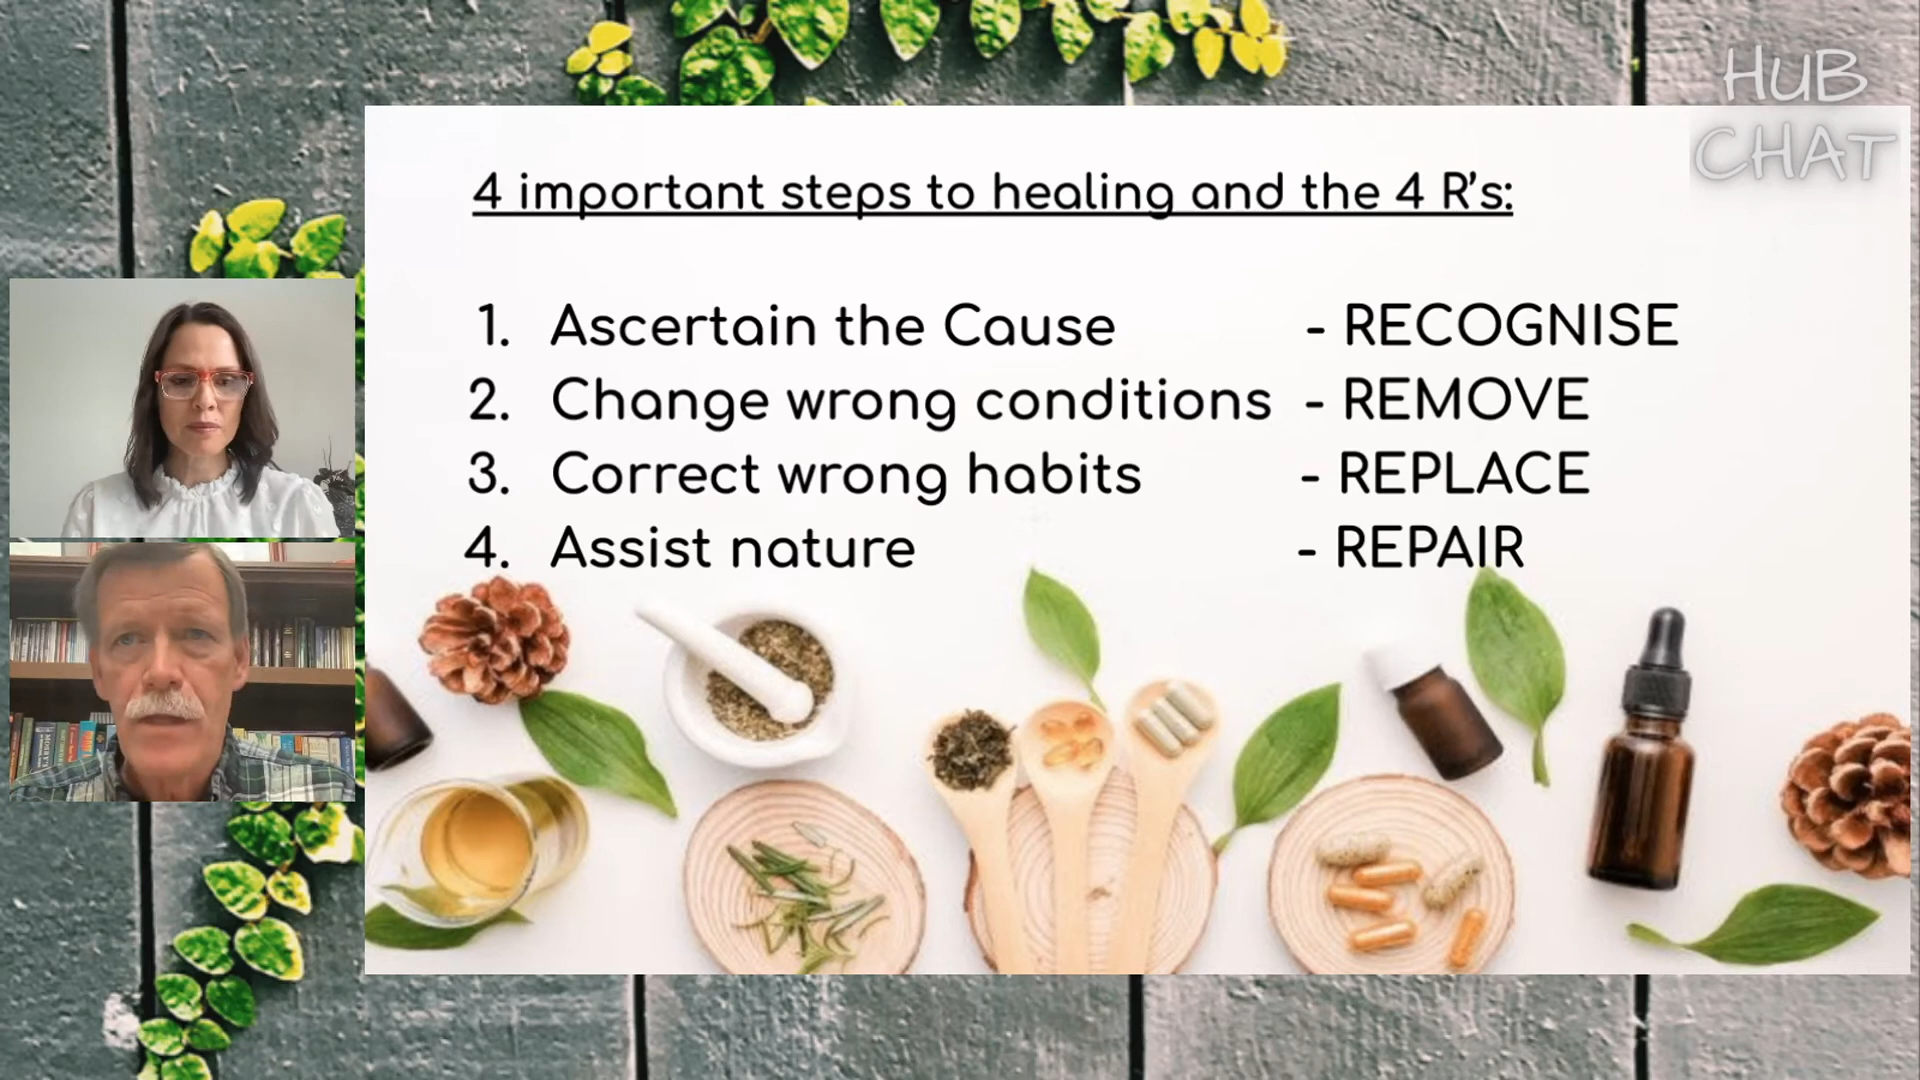 HUB
CHAT
4 important steps to healing and the 4 R's:
1. Ascertain the Cause - RECOGNISE
2. Change wrong conditions - REMOVE
3. Correct wrong habits - REPLACE
4. Assist nature - REPAIR